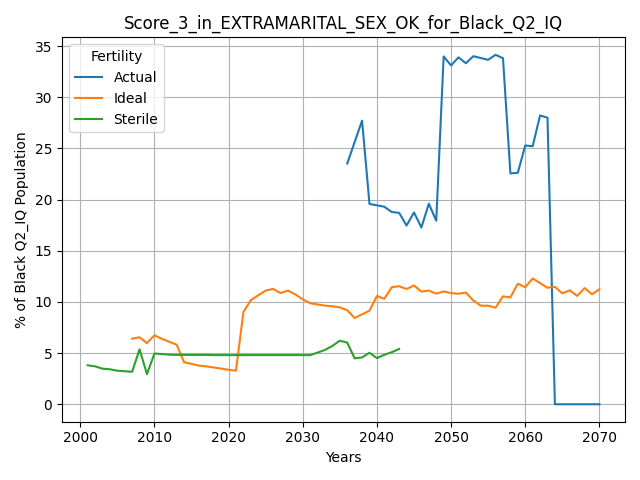 Score_3_in_EXTRAMARITAL_SEX_OK_for_Black_Q2_IQ
Fertility
Actual
Ideal
Sterile
% of Black Q2_IQ Population
35
30
25
20
15
10
5
0
2000 2010 2020 2030 2040 2050 2060 2070
Years